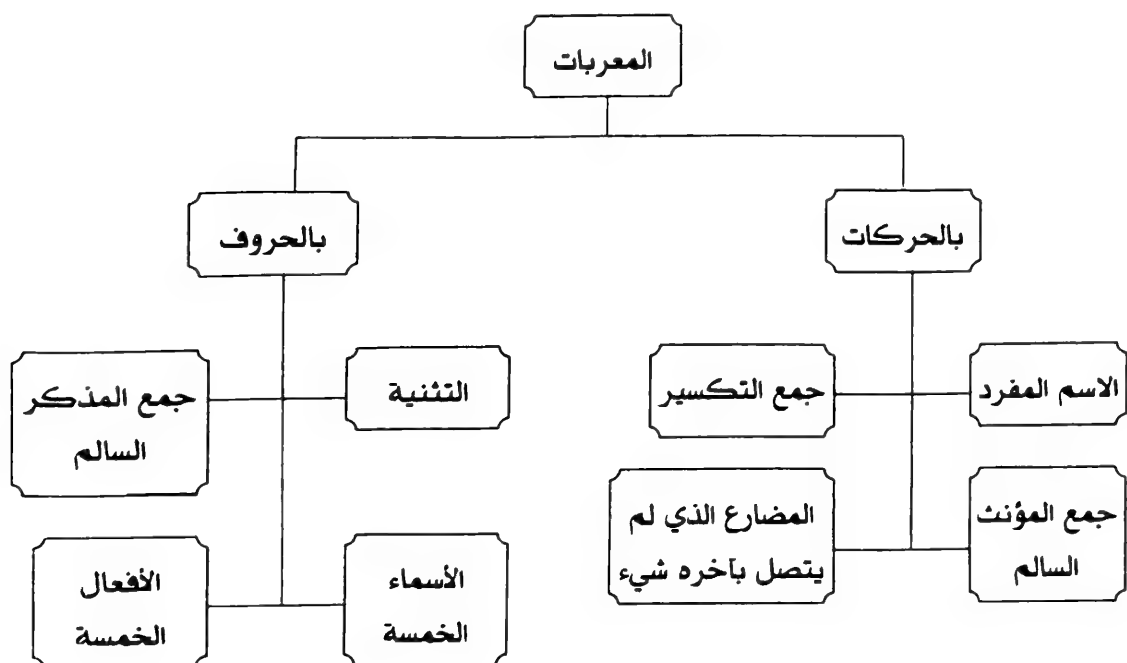 المعربات
بالحركات
بالحروف
الاسم المفرد
جمع التكسير
التثنية
جمع المذكر
السالم
جمع المؤنث
السالم
المضارع الذي لم
يتصل بآخره شيء
الأسماء
الخمسة
الأفعال
الخمسة